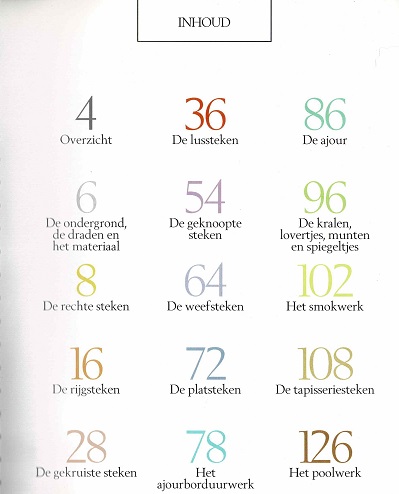 INHOUD
4
Overzicht
6
De ondergrond,
de draden en
het materiaal
8
De rechte steken
16
De rijgsteken
28
De gekruiste steken
36
De lussteken
54
De geknoopte
steken
64
De weefsteken
72
De platsteken
78
Het
ajourborduurwerk
86
De ajour
96
De kralen,
lovertjes, munten
en spiegeltjes
102
Het smokwerk
108
De tapisseriesteken
126
Het poolwerk